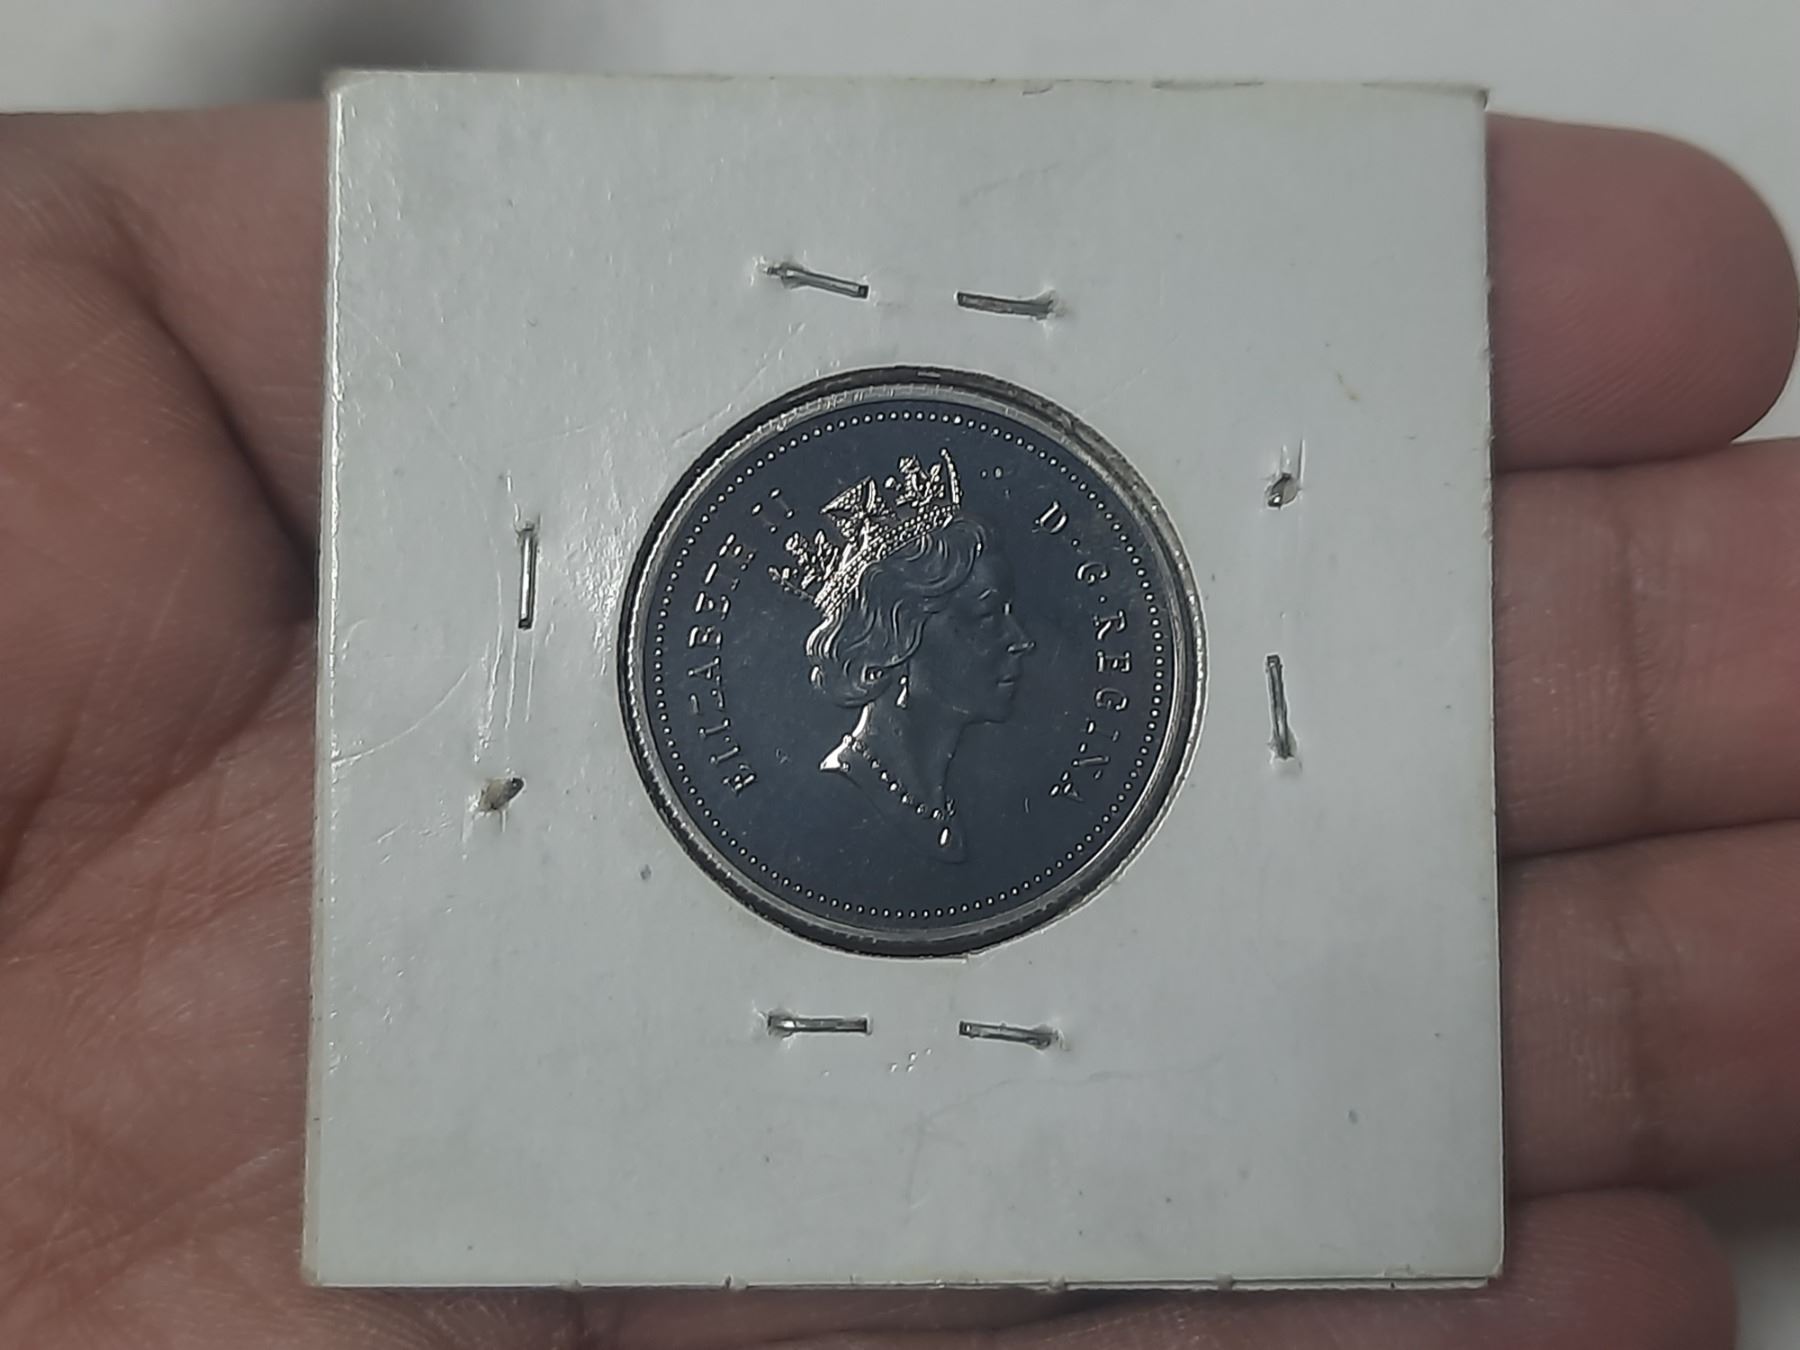 ELIZABETH II
D · G · REGINA